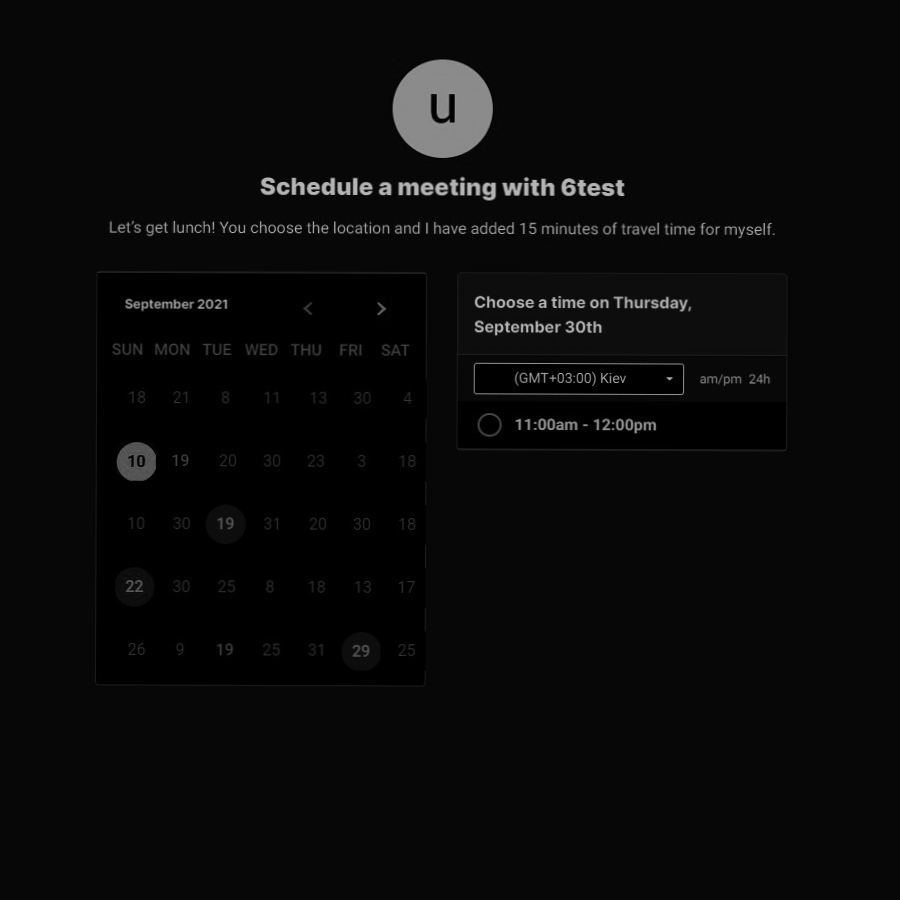 u
Schedule a meeting with 6test
Let's get lunch! You choose the location and I have added 15 minutes of travel time for myself.
September 2021 < >
SUN MON TUE WED THU FRI SAT
18 21 8 11 13 30 4
10 19 20 30 23 3 18
10 30 19 31 20 30 18
22 30 25 8 18 13 17
26 9 19 25 31 29 25
Choose a time on Thursday,
September 30th
(GMT+03:00) Kiev am/pm 24h
11:00am - 12:00pm